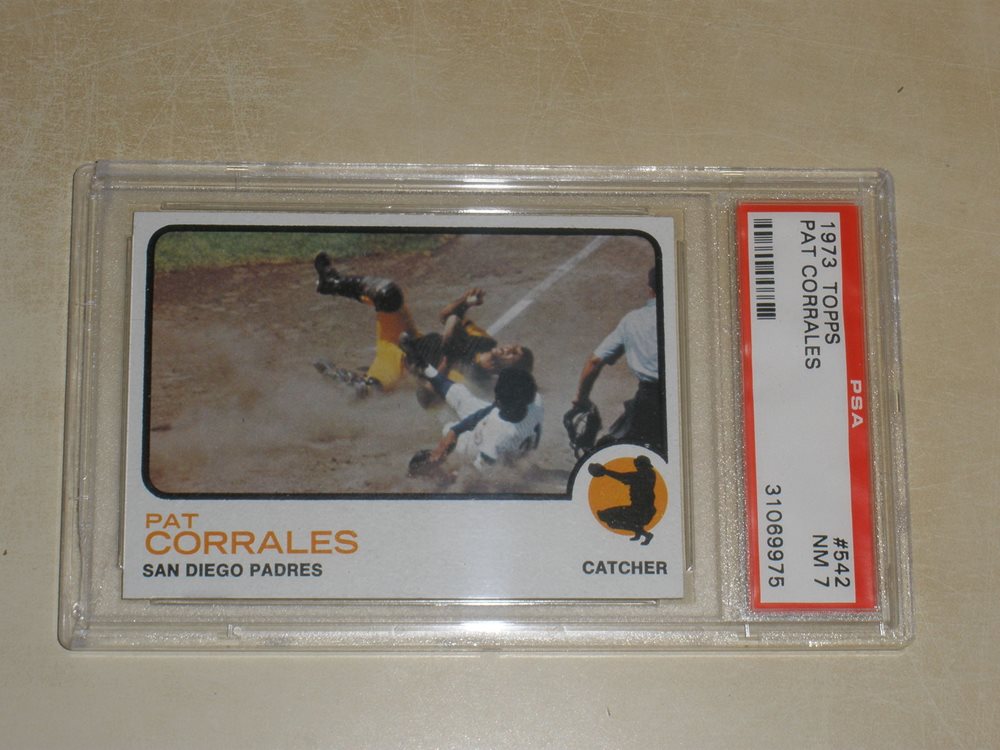 PAT
CORRALES
SAN DIEGO PADRES
CATCHER
1973 TOPPS
PAT CORRALES
PSA
#542
NM 7
31069975